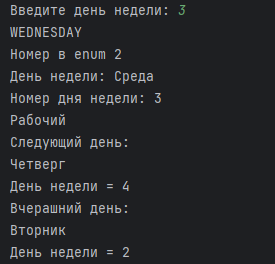 Введите день недели: 3
WEDNESDAY
Номер в enum 2
День недели: Среда
Номер дня недели: 3
Рабочий
Следующий день:
Четверг
День недели = 4
Вчерашний день:
Вторник
День недели = 2